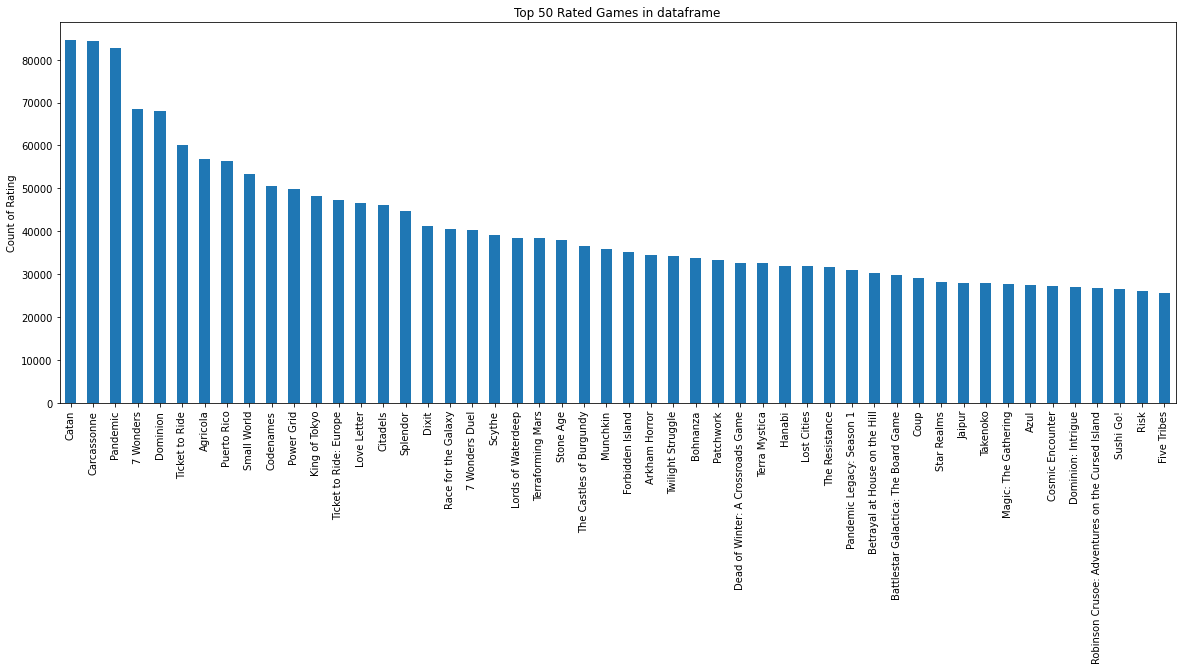 Top 50 Rated Games in dataframe
Count of Rating
80000
70000
60000
50000
40000
30000
20000
10000
0
Catan
Carcassonne
Pandemic
7 Wonders
Dominion
Ticket to Ride
Agricola
Puerto Rico
Small World
Codenames
Power Grid
King of Tokyo
Ticket to Ride: Europe
Love Letter
Citadels
Splendor
Dixit
Race for the Galaxy
7 Wonders Duel
Scythe
Lords of Waterdeep
Terraforming Mars
Stone Age
The Castles of Burgundy
Munchkin
Forbidden Island
Arkham Horror
Twilight Struggle
Bohnanza
Patchwork
Dead of Winter: A Crossroads Game
Terra Mystica
Hanabi
Lost Cities
The Resistance
Pandemic Legacy: Season 1
Betrayal at House on the Hill
Battlestar Galactica: The Board Game
Coup
Star Realms
Jaipur
Takenoko
Magic: The Gathering
Azul
Cosmic Encounter
Dominion: Intrigue
Robinson Crusoe: Adventures on the Cursed Island
Sushi Go!
Risk
Five Tribes